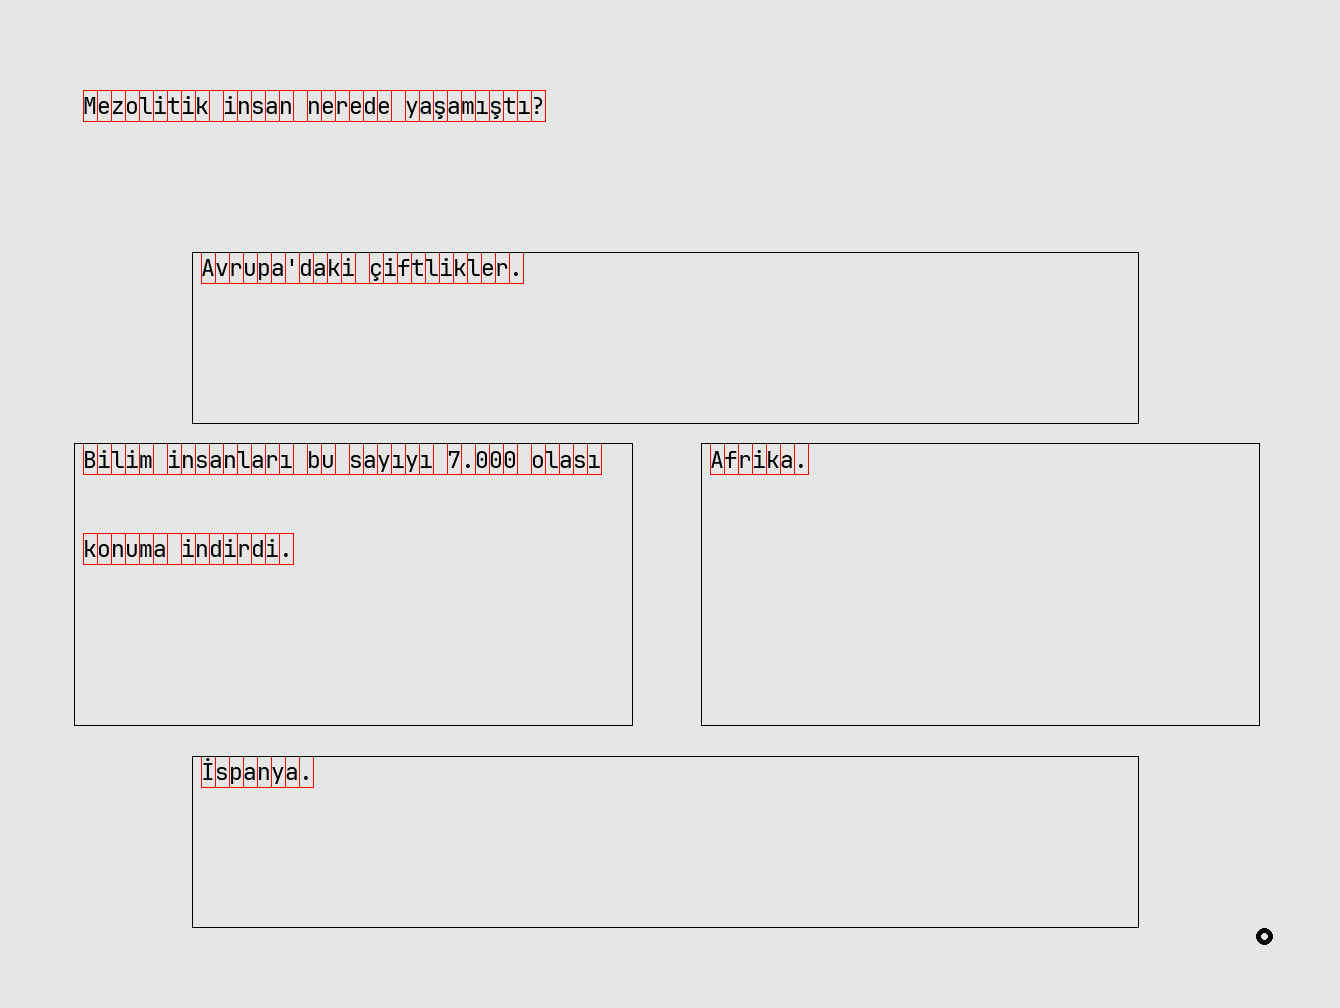 Mezolitik insan nerede yaşamıştı?
Avrupa'daki çiftlikler.
Bilim insanları bu sayıyı 7.000 olası
konuma indirdi.
Afrika.
İspanya.